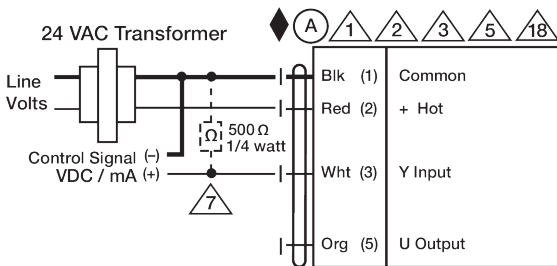 24 VAC Transformer
A 1 2 3 5 18
Line
Volts
Blk (1) Common
Red (2) + Hot
Ω 500 Ω
1/4 watt
Control Signal (–)
VDC / mA (+)
Wht (3) Y Input
7
Org (5) U Output